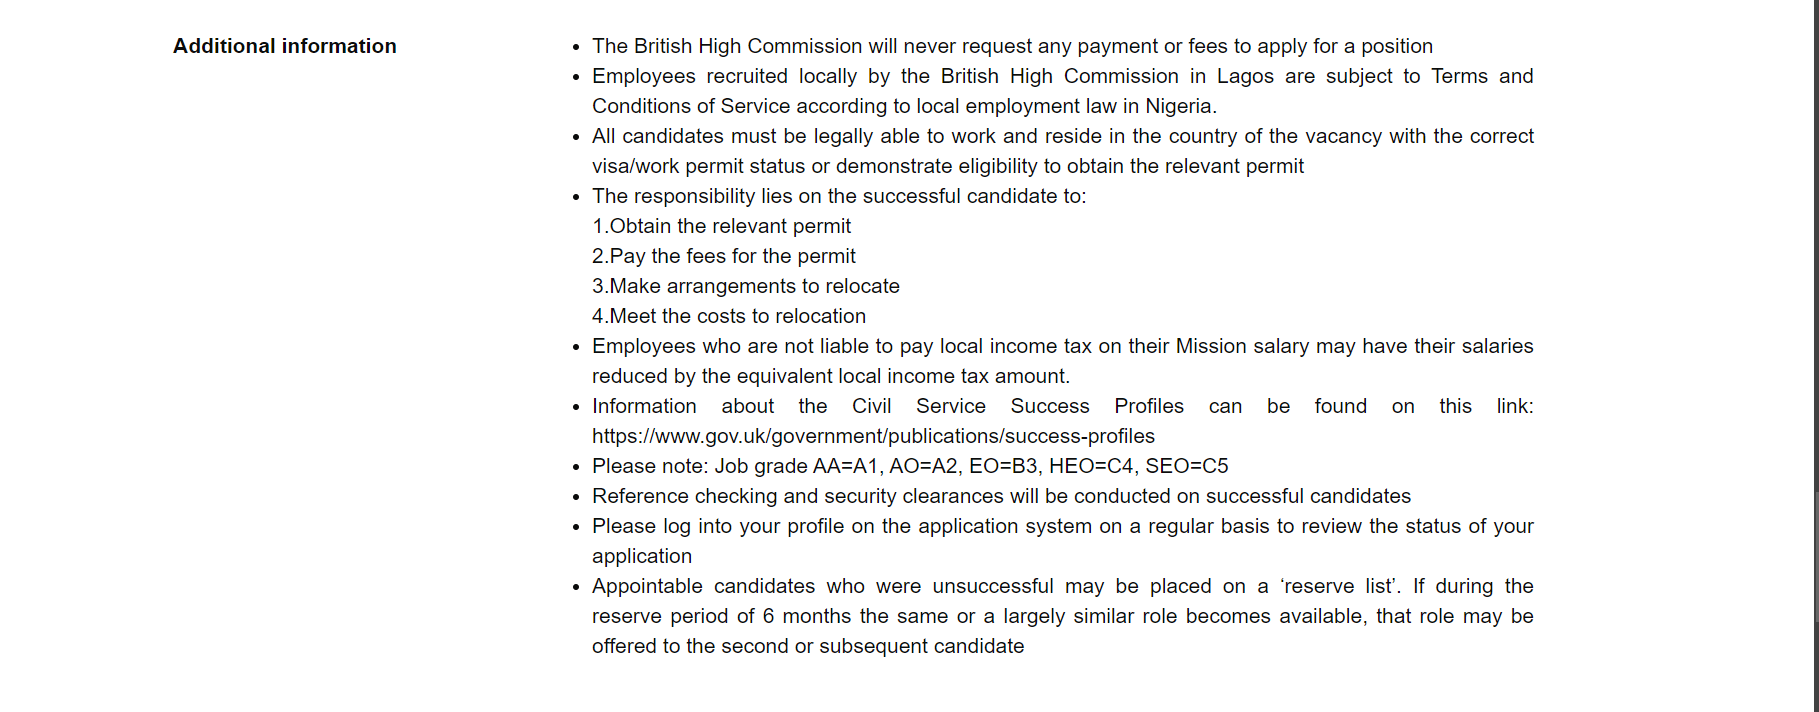 Additional information
• The British High Commission will never request any payment or fees to apply for a position
• Employees recruited locally by the British High Commission in Lagos are subject to Terms and
Conditions of Service according to local employment law in Nigeria.
• All candidates must be legally able to work and reside in the country of the vacancy with the correct
visa/work permit status or demonstrate eligibility to obtain the relevant permit
• The responsibility lies on the successful candidate to:
1.Obtain the relevant permit
2.Pay the fees for the permit
3.Make arrangements to relocate
4.Meet the costs to relocation
• Employees who are not liable to pay local income tax on their Mission salary may have their salaries
reduced by the equivalent local income tax amount.
• Information about the Civil Service Success Profiles can be found on this link:
https://www.gov.uk/government/publications/success-profiles
• Please note: Job grade AA=A1, AO=A2, EO=B3, HEO=C4, SEO=C5
• Reference checking and security clearances will be conducted on successful candidates
• Please log into your profile on the application system on a regular basis to review the status of your
application
• Appointable candidates who were unsuccessful may be placed on a ‘reserve list’. If during the
reserve period of 6 months the same or a largely similar role becomes available, that role may be
offered to the second or subsequent candidate